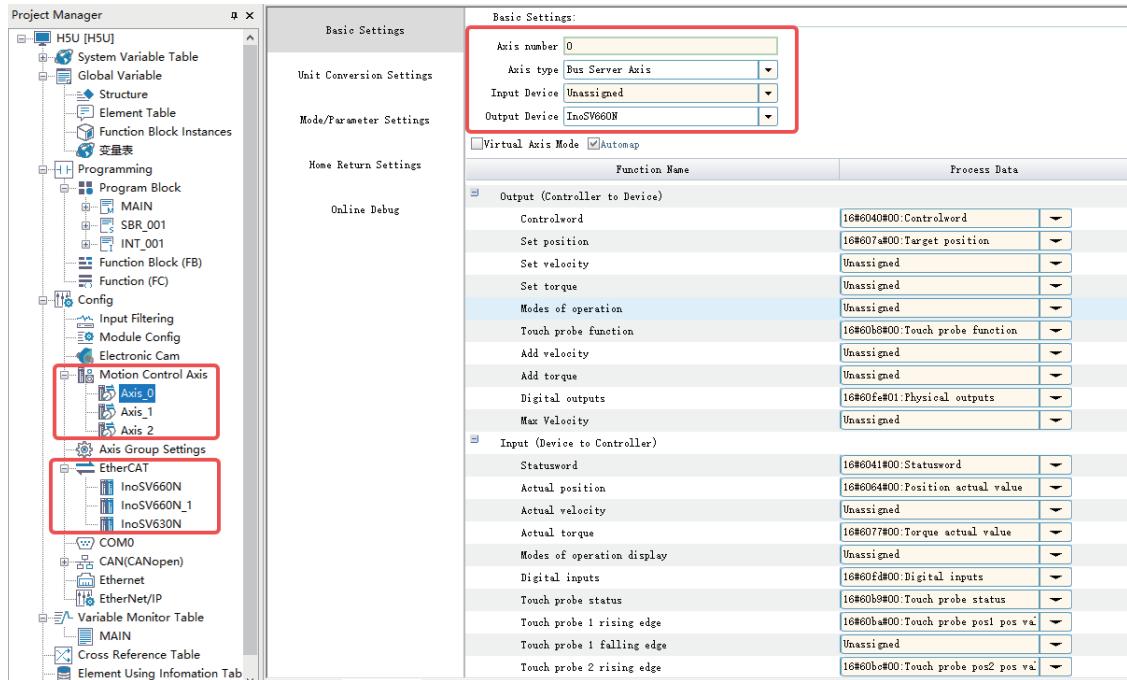 Project Manager
H5U [H5U]
System Variable Table
Global Variable
Structure
Element Table
Function Block Instances
变量表
Programming
Program Block
MAIN
SBR_001
INT_001
Function Block (FB)
Function (FC)
Config
Input Filtering
Module Config
Electronic Cam
Motion Control Axis
Axis_0
Axis_1
Axis 2
Axis Group Settings
EtherCAT
InoSV660N
InoSV660N_1
InoSV630N
COM0
CAN(CANopen)
Ethernet
EtherNet/IP
Variable Monitor Table
MAIN
Cross Reference Table
Element Using Infomation Tab
Basic Settings
Unit Conversion Settings
Mode/Parameter Settings
Home Return Settings
Online Debug
Basic Settings:
Axis number 0
Axis type Bus Server Axis
Input Device Unassigned
Output Device InoSV660N
Virtual Axis Mode Automap
Function Name Process Data
Output (Controller to Device)
Controlword 16#6040#00:Controlword
Set position 16#607a#00:Target position
Set velocity Unassigned
Set torque Unassigned
Modes of operation Unassigned
Touch probe function 16#60b8#00:Touch probe function
Add velocity Unassigned
Add torque Unassigned
Digital outputs 16#60fe#01:Physical outputs
Max Velocity Unassigned
Input (Device to Controller)
Statusword 16#6041#00:Statusword
Actual position 16#6064#00:Position actual value
Actual velocity Unassigned
Actual torque 16#6077#00:Torque actual value
Modes of operation display Unassigned
Digital inputs 16#60fd#00:Digital inputs
Touch probe status 16#60b9#00:Touch probe status
Touch probe 1 rising edge 16#60ba#00:Touch probe pos1 pos va
Touch probe 1 falling edge Unassigned
Touch probe 2 rising edge 16#60bc#00:Touch probe pos2 pos va